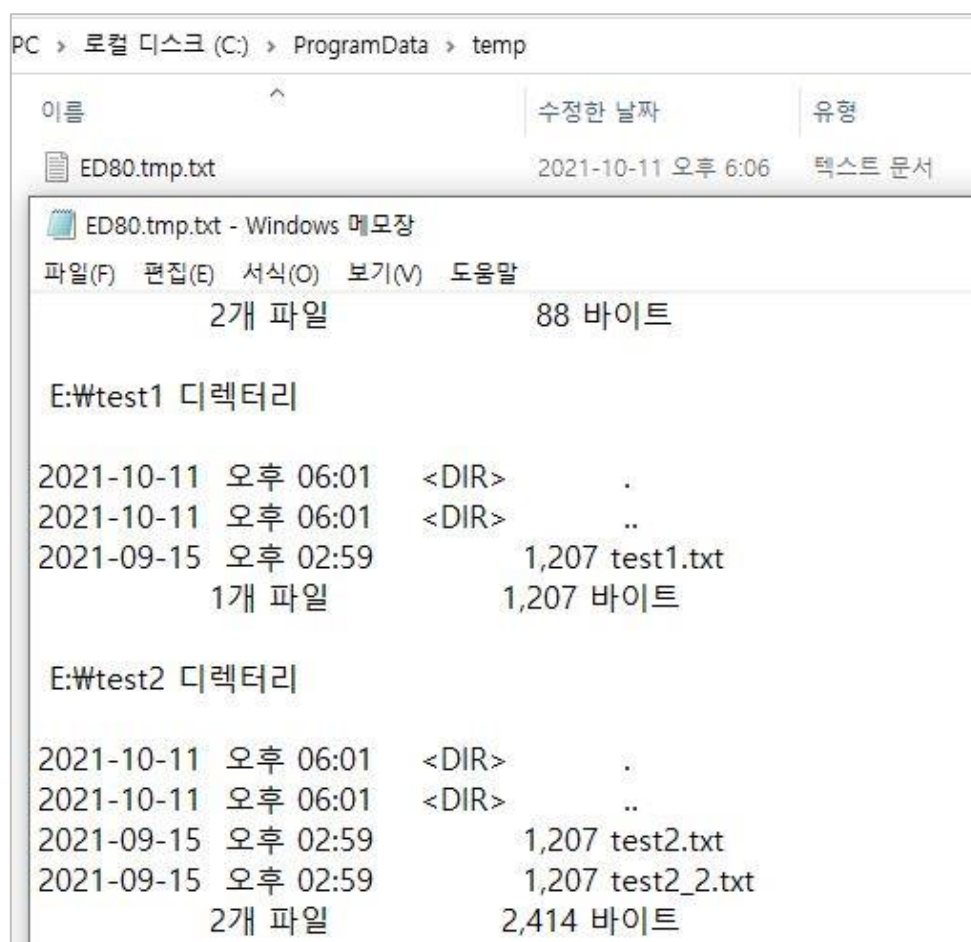 PC > 로컬 디스크 (C:) > ProgramData > temp
이름 수정한 날짜 유형
ED80.tmp.txt 2021-10-11 오후 6:06 텍스트 문서
ED80.tmp.txt - Windows 메모장
파일(F) 편집(E) 서식(O) 보기(V) 도움말
2개 파일 88 바이트
E:₩test1 디렉터리
2021-10-11 오후 06:01 <DIR> .
2021-10-11 오후 06:01 <DIR> ..
2021-09-15 오후 02:59 1,207 test1.txt
1개 파일 1,207 바이트
E:₩test2 디렉터리
2021-10-11 오후 06:01 <DIR> .
2021-10-11 오후 06:01 <DIR> ..
2021-09-15 오후 02:59 1,207 test2.txt
2021-09-15 오후 02:59 1,207 test2_2.txt
2개 파일 2,414 바이트